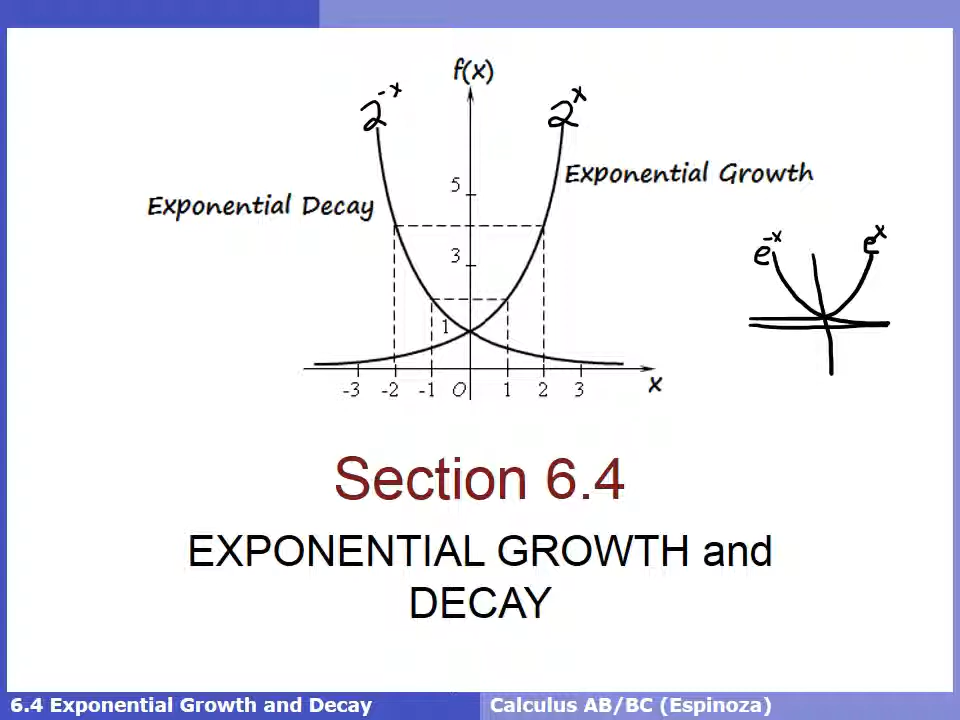 f(x)
2^-x
2^x
5
Exponential Growth
Exponential Decay
e^-x
e^x
3
1
-3 -2 -1 O 1 2 3
x
Section 6.4
EXPONENTIAL GROWTH and
DECAY
6.4 Exponential Growth and Decay
Calculus AB/BC (Espinoza)